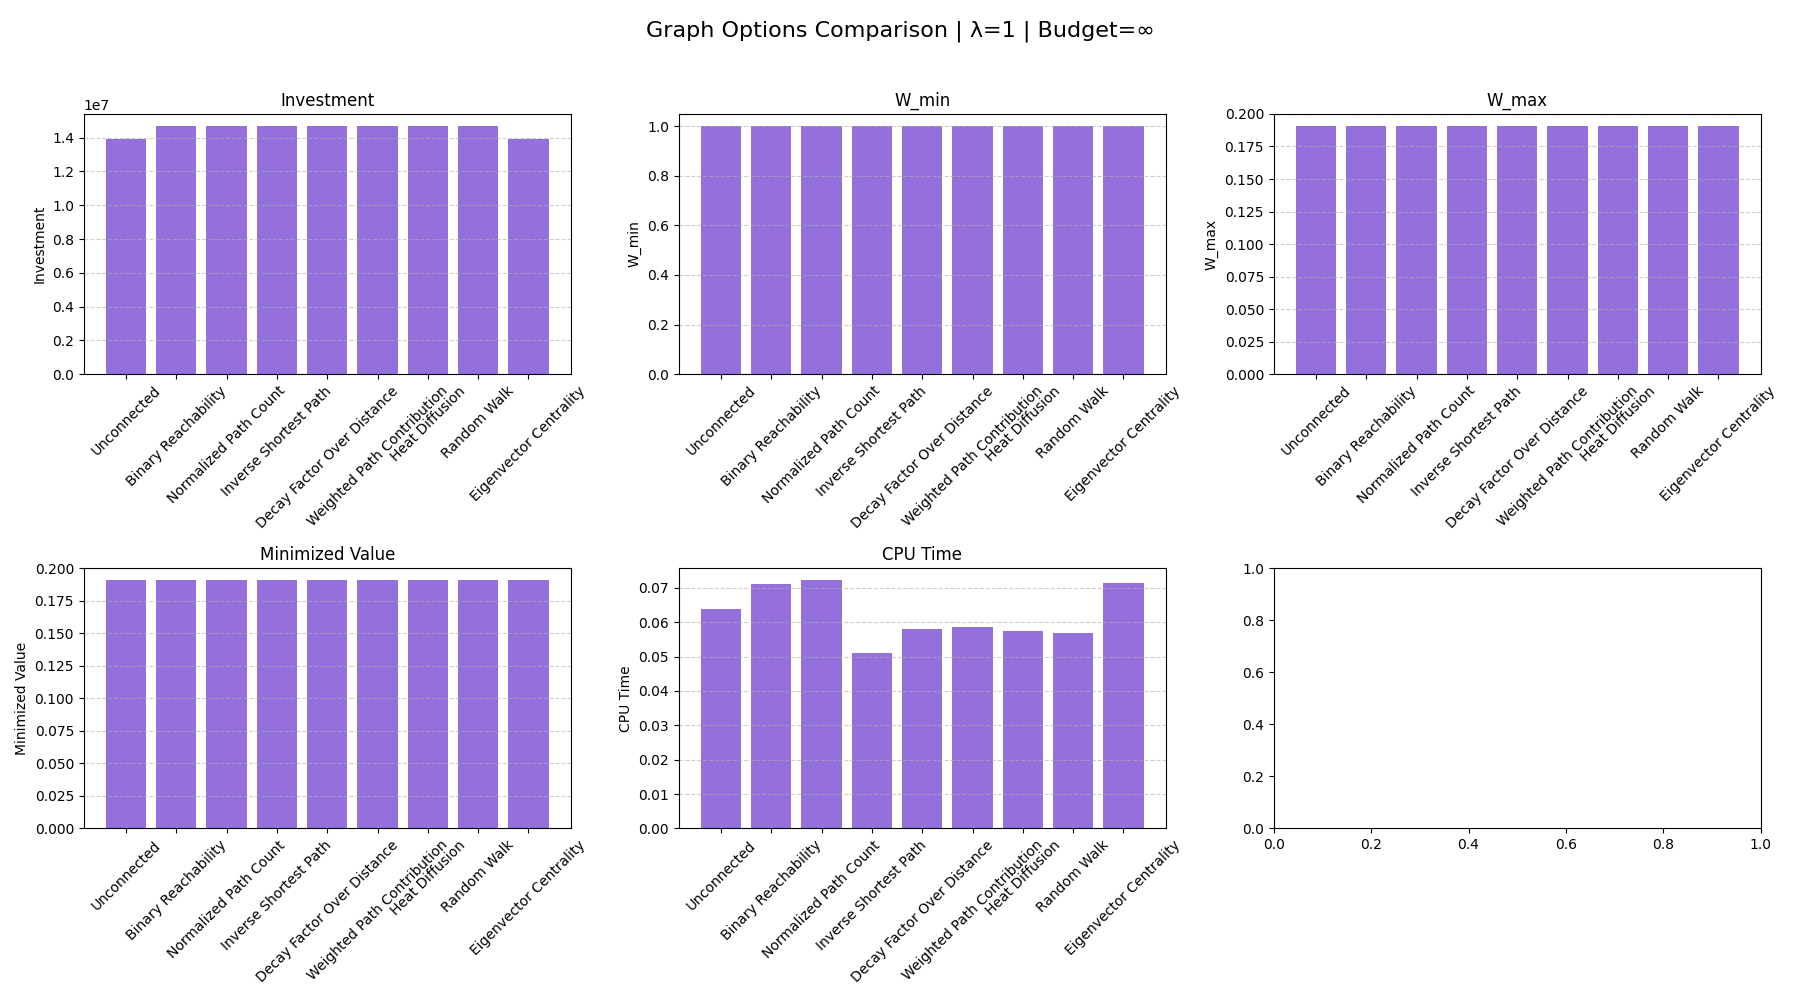 Graph Options Comparison | λ=1 | Budget=∞
Investment
1e7
Investment
1.4
1.2
1.0
0.8
0.6
0.4
0.2
0.0
Unconnected
Binary Reachability
Normalized Path Count
Inverse Shortest Path
Decay Factor Over Distance
Weighted Path Contribution
Heat Diffusion
Random Walk
Eigenvector Centrality
W_min
W_min
1.0
0.8
0.6
0.4
0.2
0.0
Unconnected
Binary Reachability
Normalized Path Count
Inverse Shortest Path
Decay Factor Over Distance
Weighted Path Contribution
Heat Diffusion
Random Walk
Eigenvector Centrality
W_max
W_max
0.200
0.175
0.150
0.125
0.100
0.075
0.050
0.025
0.000
Unconnected
Binary Reachability
Normalized Path Count
Inverse Shortest Path
Decay Factor Over Distance
Weighted Path Contribution
Heat Diffusion
Random Walk
Eigenvector Centrality
Minimized Value
Minimized Value
0.200
0.175
0.150
0.125
0.100
0.075
0.050
0.025
0.000
Unconnected
Binary Reachability
Normalized Path Count
Inverse Shortest Path
Decay Factor Over Distance
Weighted Path Contribution
Heat Diffusion
Random Walk
Eigenvector Centrality
CPU Time
CPU Time
0.07
0.06
0.05
0.04
0.03
0.02
0.01
0.00
Unconnected
Binary Reachability
Normalized Path Count
Inverse Shortest Path
Decay Factor Over Distance
Weighted Path Contribution
Heat Diffusion
Random Walk
Eigenvector Centrality
1.0
0.8
0.6
0.4
0.2
0.0
0.0 0.2 0.4 0.6 0.8 1.0